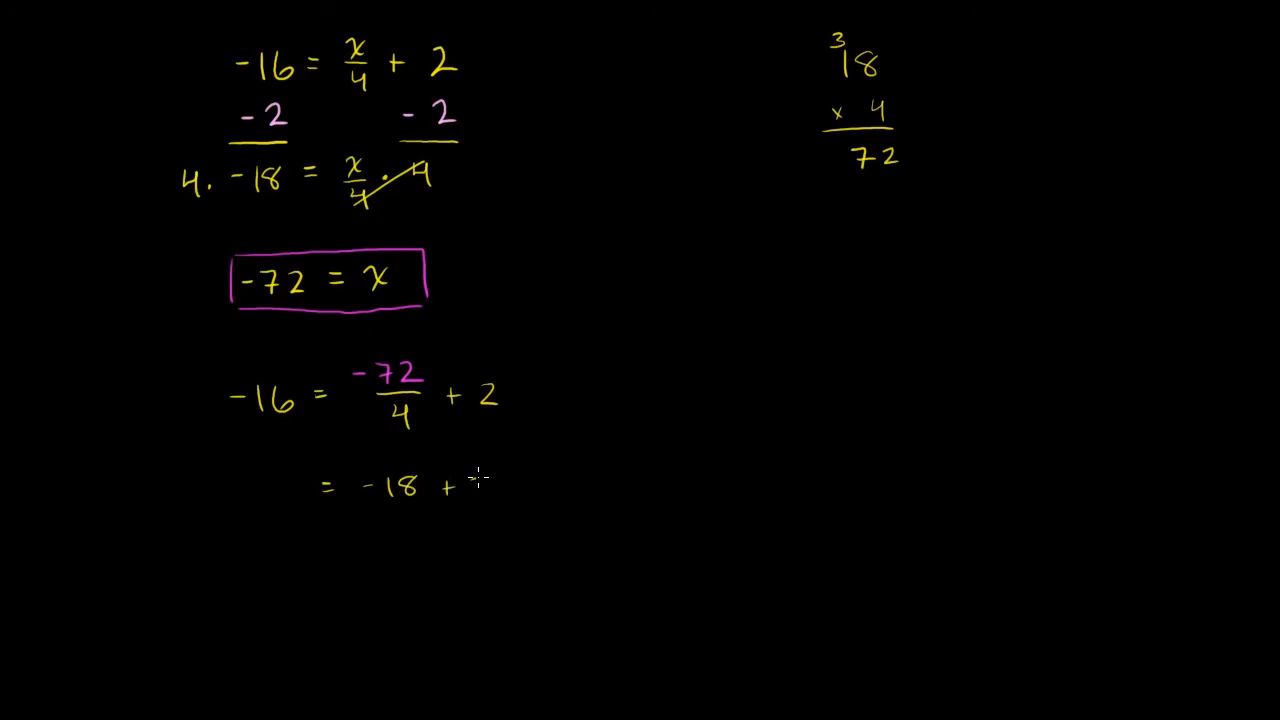 -16 = x/4 + 2
-2 -2
4 · -18 = x/4 · 4
-72 = x
-16 = -72/4 + 2
= -18 +
3
18
x 4
72